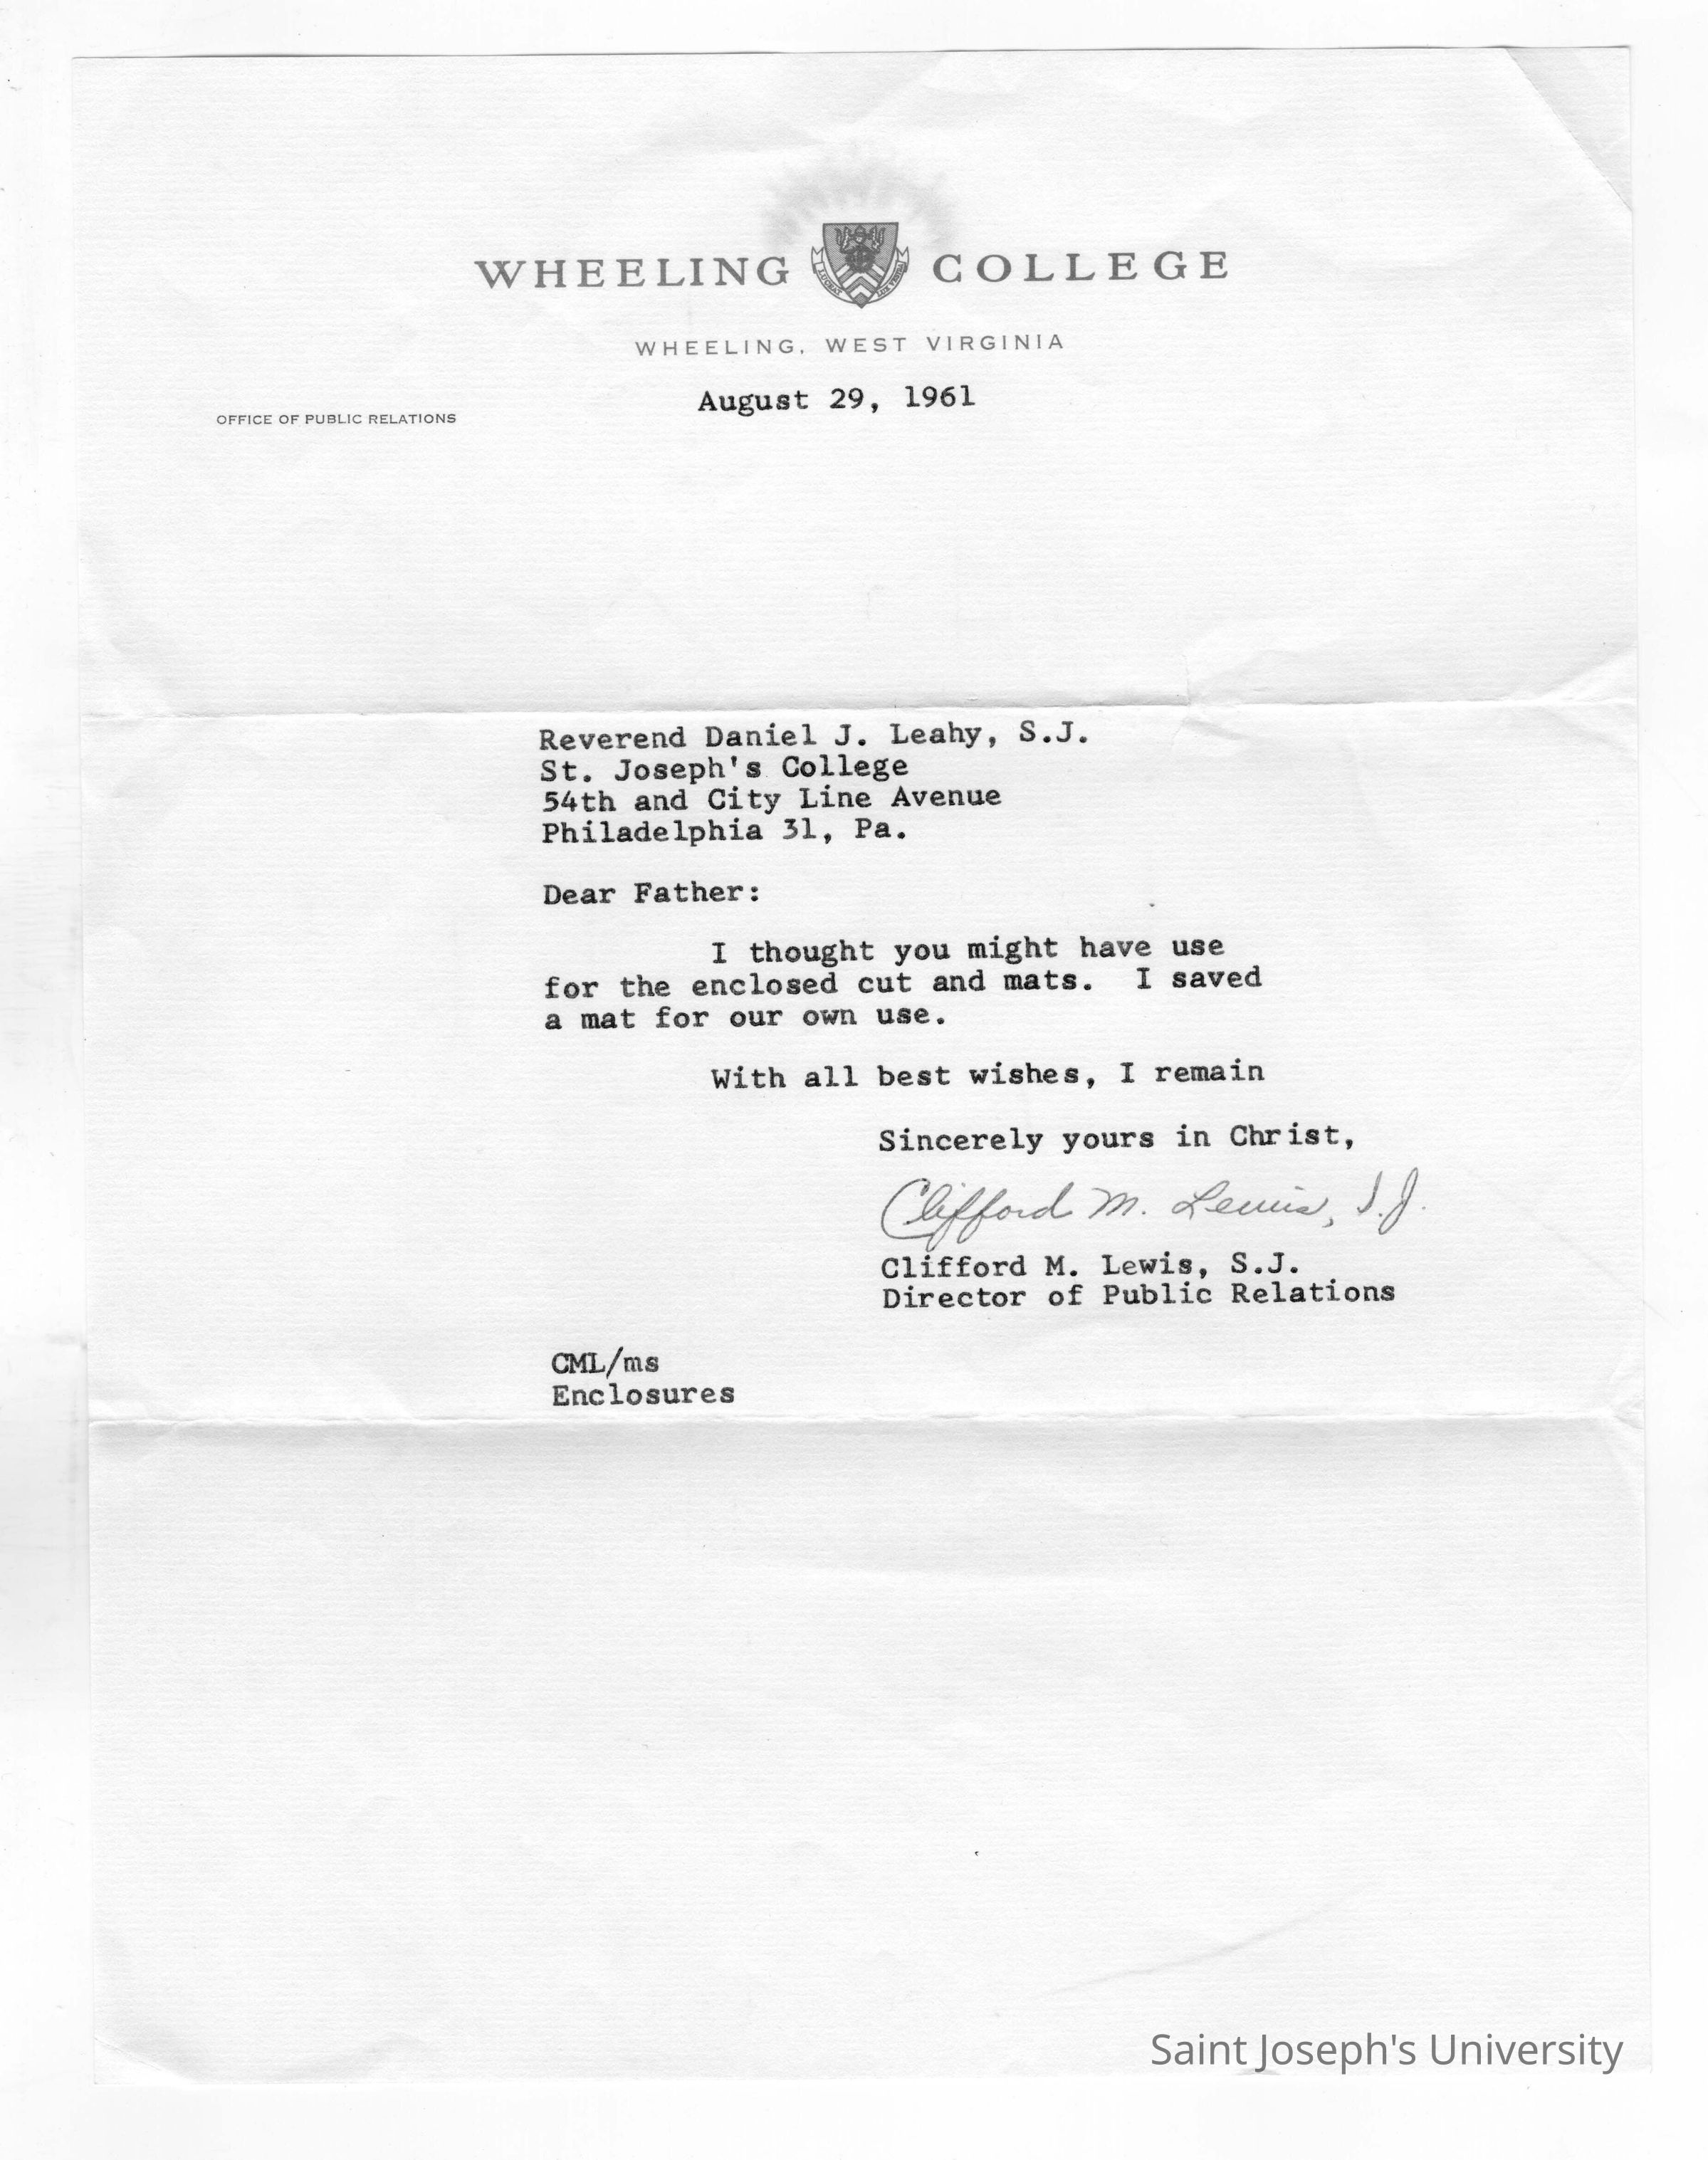 WHEELING COLLEGE
WHEELING, WEST VIRGINIA
August 29, 1961
OFFICE OF PUBLIC RELATIONS
Reverend Daniel J. Leahy, S.J.
St. Joseph's College
54th and City Line Avenue
Philadelphia 31, Pa.
Dear Father:
I thought you might have use
for the enclosed cut and mats. I saved
a mat for our own use.
With all best wishes, I remain
Sincerely yours in Christ,
Clifford M. Lewis, S.J.
Clifford M. Lewis, S.J.
Director of Public Relations
CML/ms
Enclosures
Saint Joseph's University